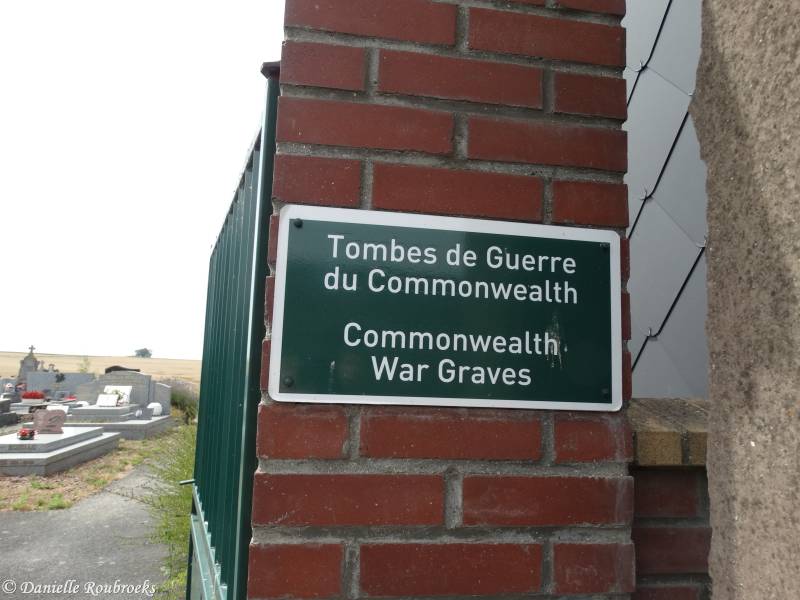 Tombes de Guerre
du Commonwealth
Commonwealth
War Graves
© Danielle Roubroeks